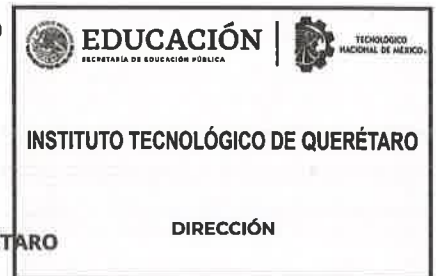 EDUCACIÓN
SECRETARÍA DE EDUCACIÓN PÚBLICA
TECNOLÓGICO
NACIONAL DE MÉXICO®
INSTITUTO TECNOLÓGICO DE QUERÉTARO
DIRECCIÓN
TARO